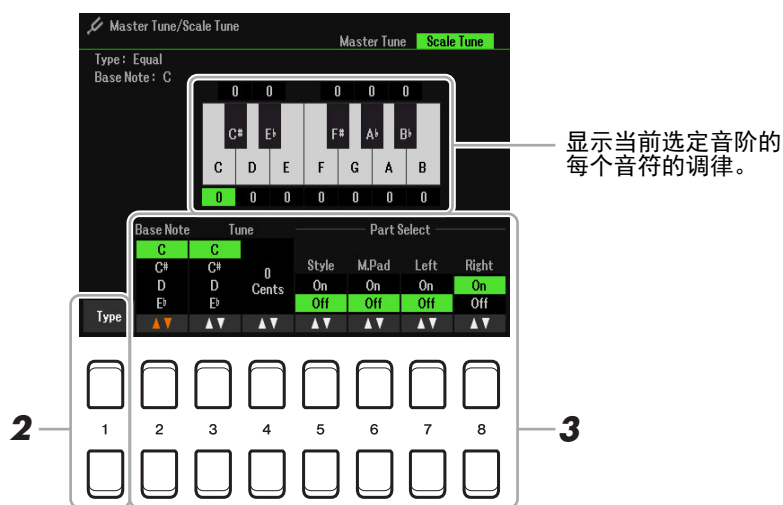 Master Tune/Scale Tune
Master Tune Scale Tune
Type: Equal
Base Note: C
0 0 0 0 0
C# E♭ F# A♭ B♭
C D E F G A B
0 0 0 0 0 0 0
显示当前选定音阶的
每个音符的调律。
Base Note Tune Part Select
C C
C# C# 0 Style M.Pad Left Right
D D Cents On On On On
E♭ E♭ Off Off Off Off
Type ▲▼ ▲▼ ▲▼ ▲▼ ▲▼ ▲▼ ▲▼
2 1 2 3 4 5 6 7 8 3